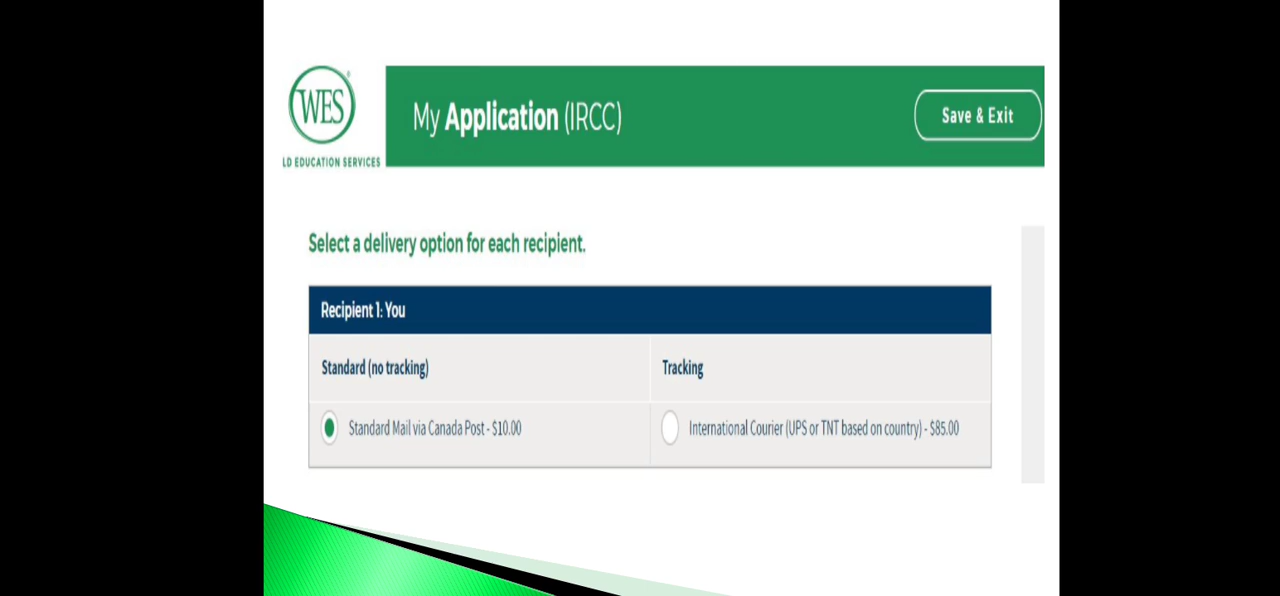 WES
LD EDUCATION SERVICES
My Application (IRCC)
Save & Exit
Select a delivery option for each recipient.
Recipient 1: You
Standard (no tracking)
Tracking
Standard Mail via Canada Post - $10.00
International Courier (UPS or TNT based on country) - $85.00